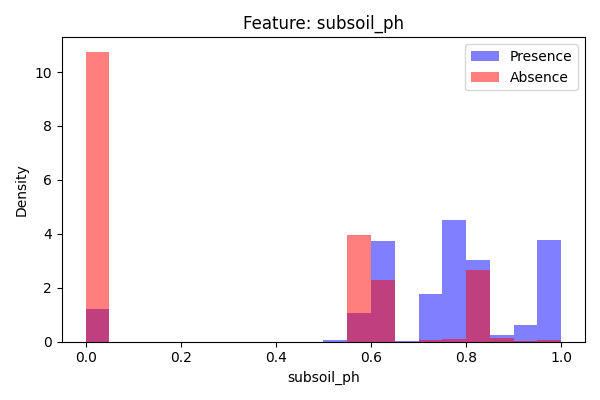 Feature: subsoil_ph
Presence
Absence
Density
10
8
6
4
2
0
0.0 0.2 0.4 0.6 0.8 1.0
subsoil_ph